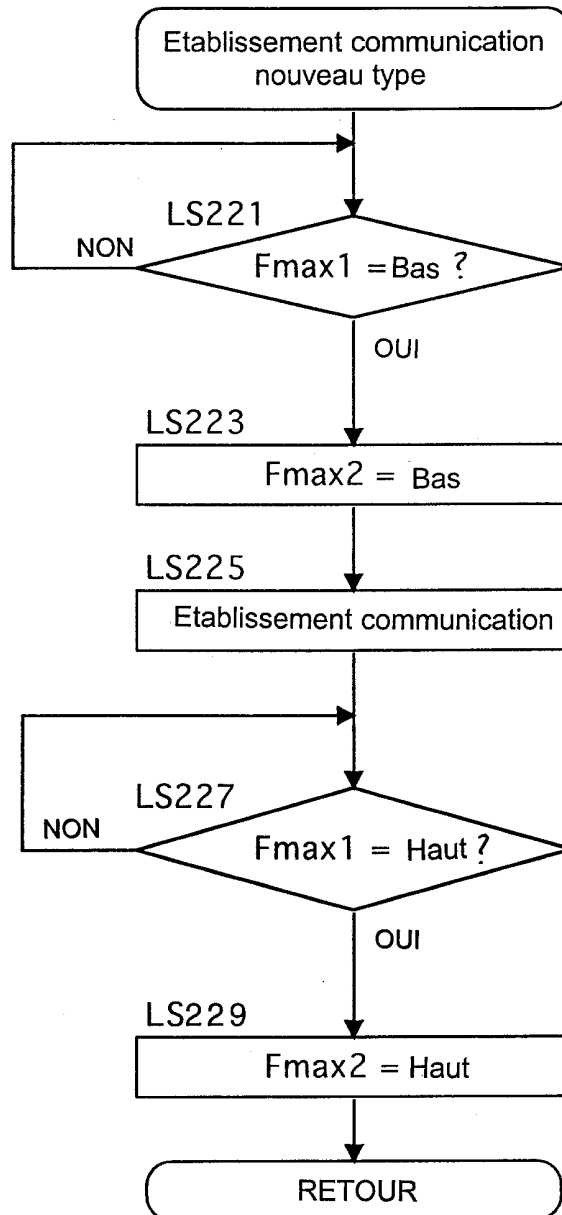 Etablissement communication
nouveau type
LS221
NON
Fmax1 = Bas ?
OUI
LS223
Fmax2 = Bas
LS225
Etablissement communication
LS227
NON
Fmax1 = Haut ?
OUI
LS229
Fmax2 = Haut
RETOUR